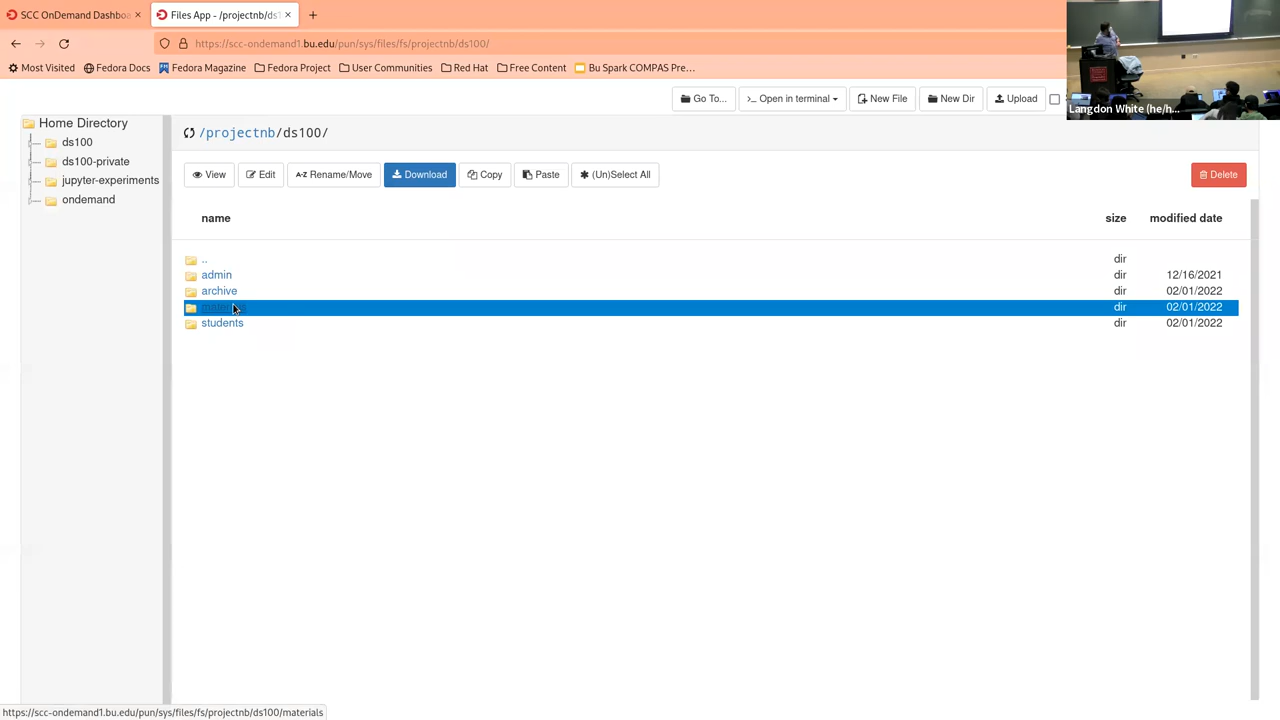 SCC OnDemand Dashboa
Files App - /projectnb/ds1
https://scc-ondemand1.bu.edu/pun/sys/files/fs/projectnb/ds100/
Most Visited Fedora Docs Fedora Magazine Fedora Project User Communities Red Hat Free Content Bu Spark COMPAS Pre...
Langdon White (he/h...
Go To... >_ Open in terminal New File New Dir Upload
Home Directory
ds100
ds100-private
jupyter-experiments
ondemand
/projectnb/ds100/
View Edit A-Z Rename/Move Download Copy Paste (Un)Select All Delete
name size modified date
.. dir
admin dir 12/16/2021
archive dir 02/01/2022
materials dir 02/01/2022
students dir 02/01/2022
https://scc-ondemand1.bu.edu/pun/sys/files/fs/projectnb/ds100/materials